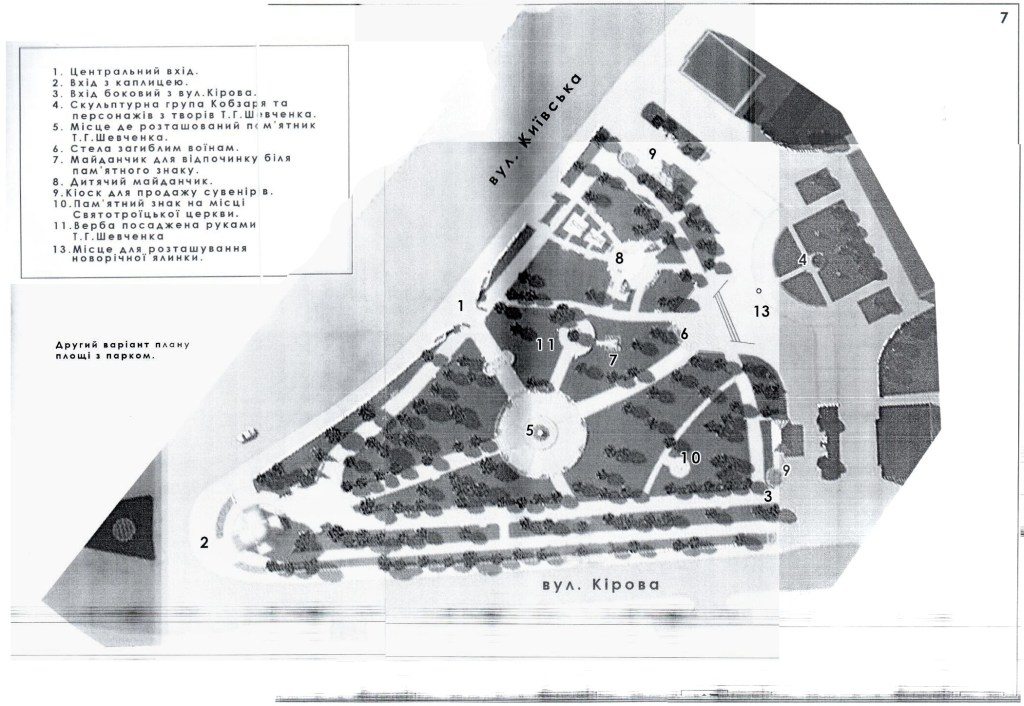 7
1. Центральний вхід.
2. Вхід з каплицею.
3. Вхід боковий з вул.Кірова.
4. Скульптурна група Кобзаря та
персонажів з творів Т.Г.Шевченка.
5. Місце де розташований пам'ятник
Т.Г.Шевченка.
6. Стела загиблим воїнам.
7. Майданчик для відпочинку біля
пам'ятного знаку.
8. Дитячий майданчик.
9.Кіоск для продажу сувенірів.
10.Пам'ятний знак на місці
Святотроїцької церкви.
11.Верба посаджена руками
Т.Г.Шевченка
13.Місце для розташування
новорічної ялинки.
Другий варіант плану
площі з парком.
вул. Київська
9
4
8
13
1
6
11
7
5
10
9
3
2
вул. Кірова